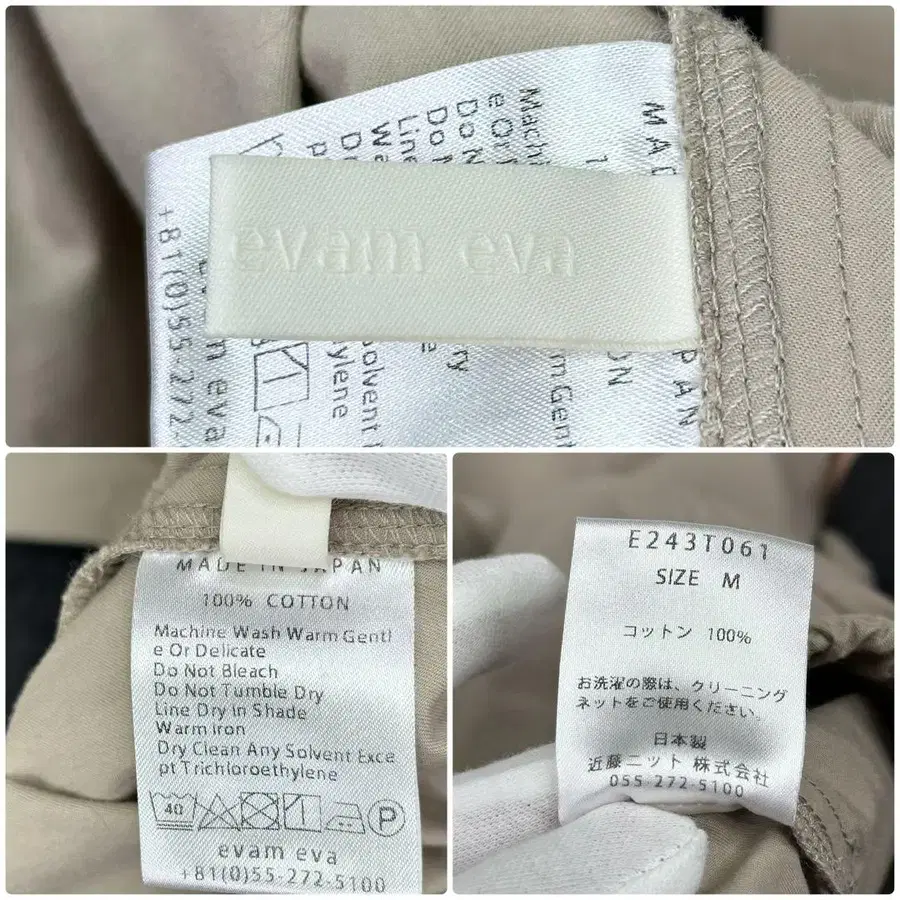 evam eva
+81(0)55-272-
MADE IN JAPAN
100% COTTON
Machine Wash Warm Gentl
e Or Delicate
Do Not Bleach
Do Not Tumble Dry
Line Dry in Shade
Warm iron
Dry Clean Any Solvent Exce
pt Trichloroethylene
40
P
evam eva
+81(0)55-272-5100
E243T061
SIZE M
コットン 100%
お洗濯の際は、クリーニング
ネットをご使用ください。
日本製
近藤ニット 株式会社
055-272-5100